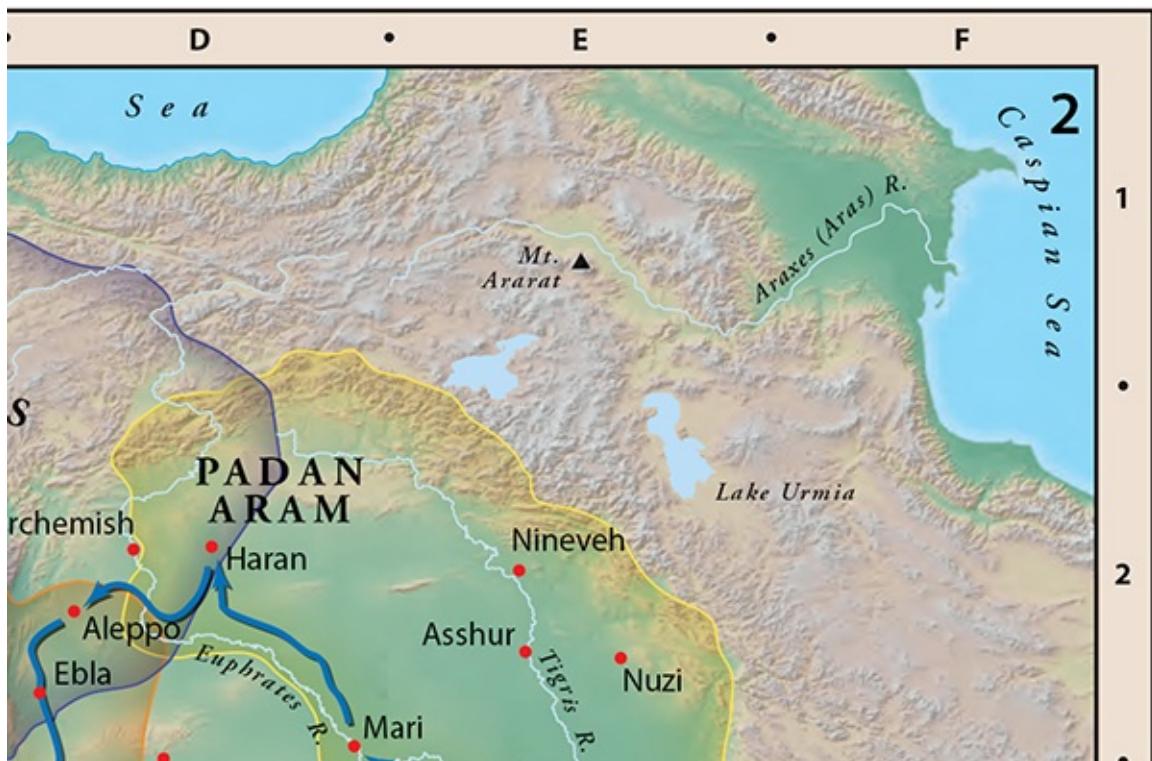 D
E
F
Sea
Caspian Sea
2
1
Araxes (Aras) R.
Mt.
Ararat
S
PADAN
ARAM
Lake Urmia
rchemish
Haran
Nineveh
2
Aleppo
Asshur
Ebla
Euphrates R.
Tigris R.
Nuzi
Mari